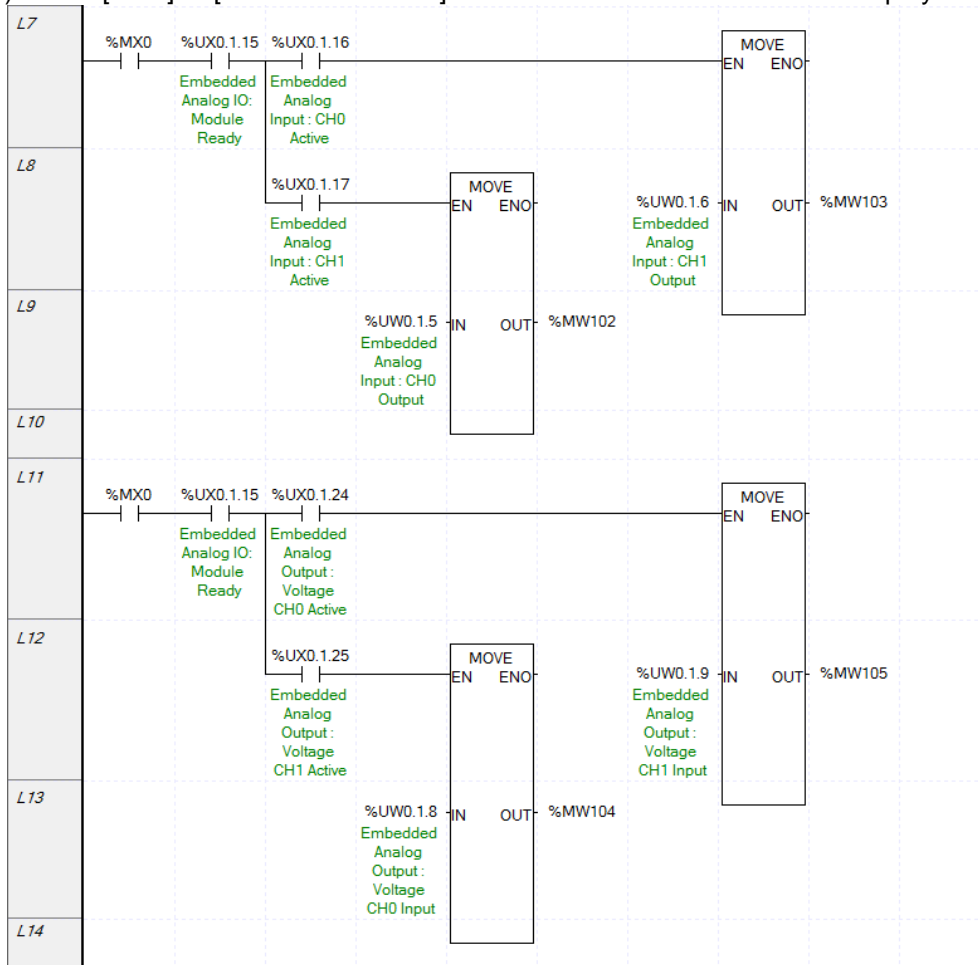 L7
%MX0 %UX0.1.15 %UX0.1.16
MOVE
EN ENO
Embedded
Analog IO:
Module
Ready
Embedded
Analog
Input : CH0
Active
L8
%UX0.1.17
MOVE
EN ENO
%UW0.1.6 IN OUT %MW103
Embedded
Analog
Input : CH1
Active
Embedded
Analog
Input : CH1
Output
L9
%UW0.1.5 IN OUT %MW102
Embedded
Analog
Input : CH0
Output
L10
L11
%MX0 %UX0.1.15 %UX0.1.24
MOVE
EN ENO
Embedded
Analog IO:
Module
Ready
Embedded
Analog
Output :
Voltage
CH0 Active
L12
%UX0.1.25
MOVE
EN ENO
%UW0.1.9 IN OUT %MW105
Embedded
Analog
Output :
Voltage
CH1 Active
Embedded
Analog
Output :
Voltage
CH1 Input
L13
%UW0.1.8 IN OUT %MW104
Embedded
Analog
Output :
Voltage
CH0 Input
L14